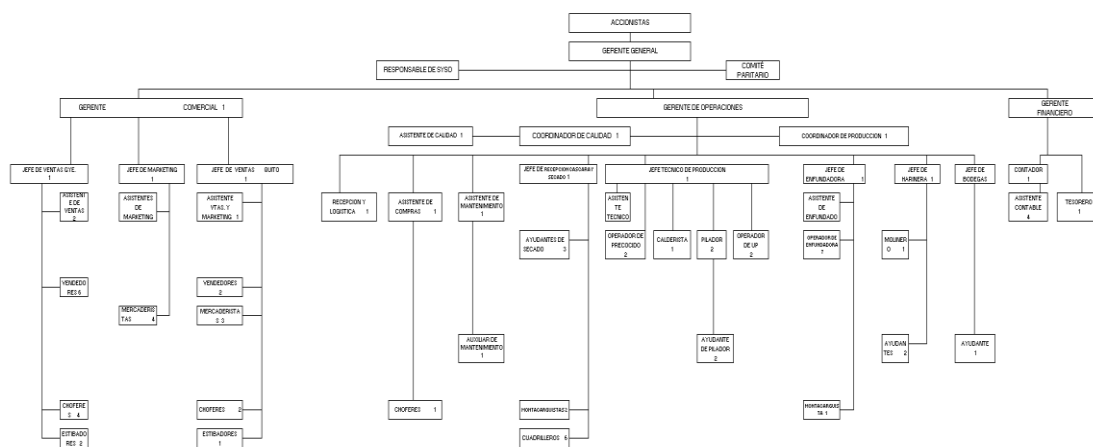 ACCIONISTAS
GERENTE GENERAL
RESPONSABLE DE SYSO
COMITÉ
PARITARIO
GERENTE COMERCIAL 1
GERENTE DE OPERACIONES
GERENTE
FINANCIERO
ASISTENTE DE CALIDAD 1
COORDINADOR DE CALIDAD 1
COORDINADOR DE PRODUCCION 1
JEFE DE VENTAS GYE.
1
JEFE DE MARKETING
1
JEFE DE VENTAS QUITO
1
JEFE DE RECEPCION CASCARA Y
SECADO 1
JEFE TECNICO DE PRODUCCION
1
JEFE DE
ENFUNDADORA 1
JEFE DE
HARINERA 1
JEFE DE
BODEGAS
CONTADOR
1
ASISTENT
E DE
VENTAS
2
ASISTENTES
DE
MARKETING
ASISTENTE
VTAS. Y
MARKETING 1
RECEPCION Y
LOGISTICA 1
ASISTENTE DE
COMPRAS 1
ASISTENTE DE
MANTENIMIENTO
1
ASISTEN
TE
TECNICO
ASISTENTE
DE
ENFUNDADO
ASISTENTE
CONTABLE
4
TESORERO
1
AYUDANTES DE
SECADO 3
OPERADOR DE
PRECOCIDO
2
CALDERISTA
1
PILADOR
2
OPERADOR
DE UP
2
OPERADOR DE
ENFUNDADORA
7
MOLINER
O 1
VENDEDO
RES 6
VENDEDORES
2
MERCADERIS
TAS 4
MERCADERISTA
S 3
AUXILIAR DE
MANTENIMIENTO
1
AYUDANTE
DE PILADOR
2
AYUDAN
TES 2
AYUDANTE
1
CHOFERE
S 4
CHOFERES 2
CHOFERES 1
MONTACARGUISTAS 2
MONTACARGUIS
TA 1
ESTIBADO
RES 2
ESTIBADORES
1
CUADRILLEROS 6